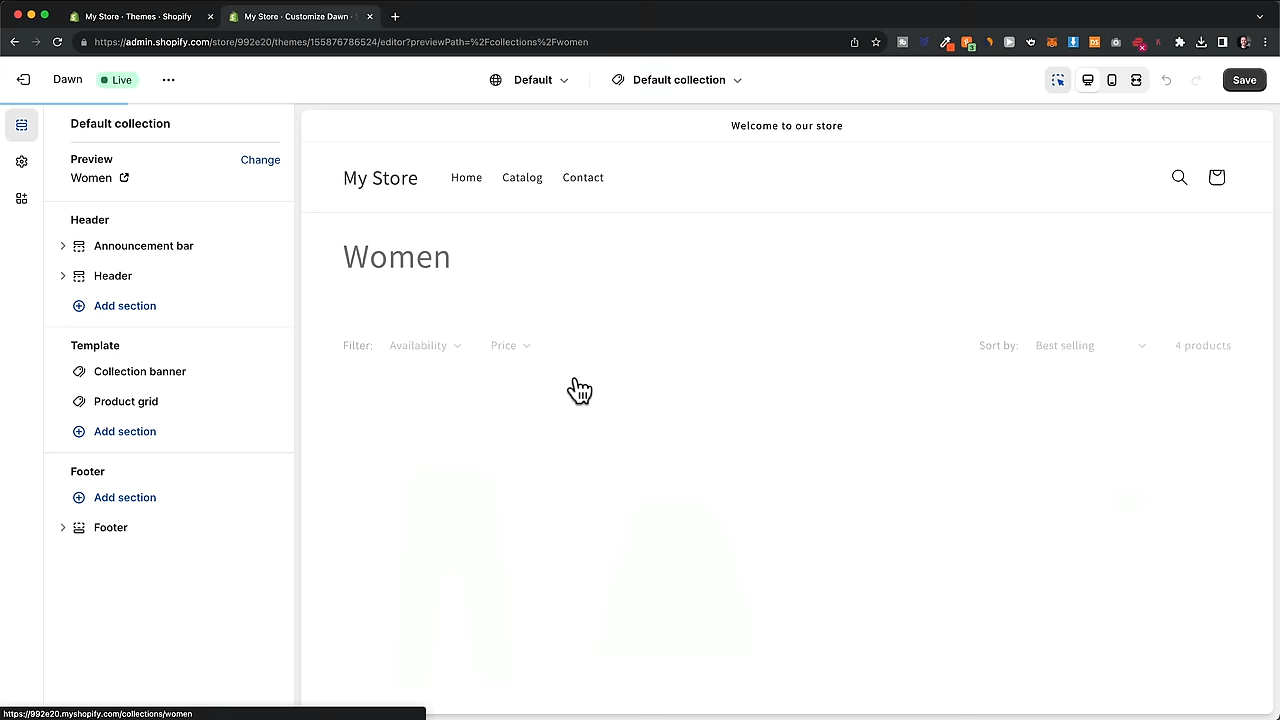 My Store · Themes · Shopify
My Store · Customize Dawn ·
https://admin.shopify.com/store/992e20/themes/155876786524/editor?previewPath=%2Fcollections%2Fwomen
Dawn
Live
Default
Default collection
Save
Default collection
Preview
Change
Women
Header
Announcement bar
Header
Add section
Template
Collection banner
Product grid
Add section
Footer
Add section
Footer
Welcome to our store
My Store
Home
Catalog
Contact
Women
Filter:
Availability
Price
Sort by:
Best selling
4 products
https://992e20.myshopify.com/collections/women